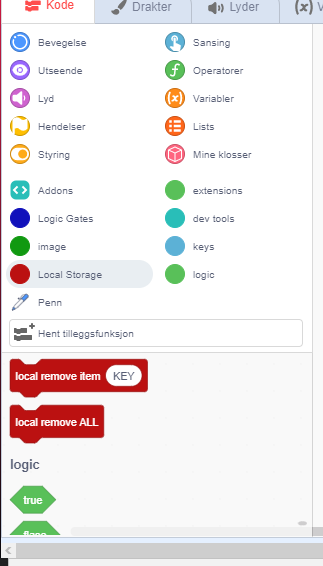 Kode
Drakter
Lyder
(x) V
Bevegelse
Sansing
Utseende
Operatorer
Lyd
Variabler
Hendelser
Lists
Styring
Mine klosser
Addons
extensions
Logic Gates
dev tools
image
keys
Local Storage
logic
Penn
Hent tilleggsfunksjon
local remove item KEY
local remove ALL
logic
true